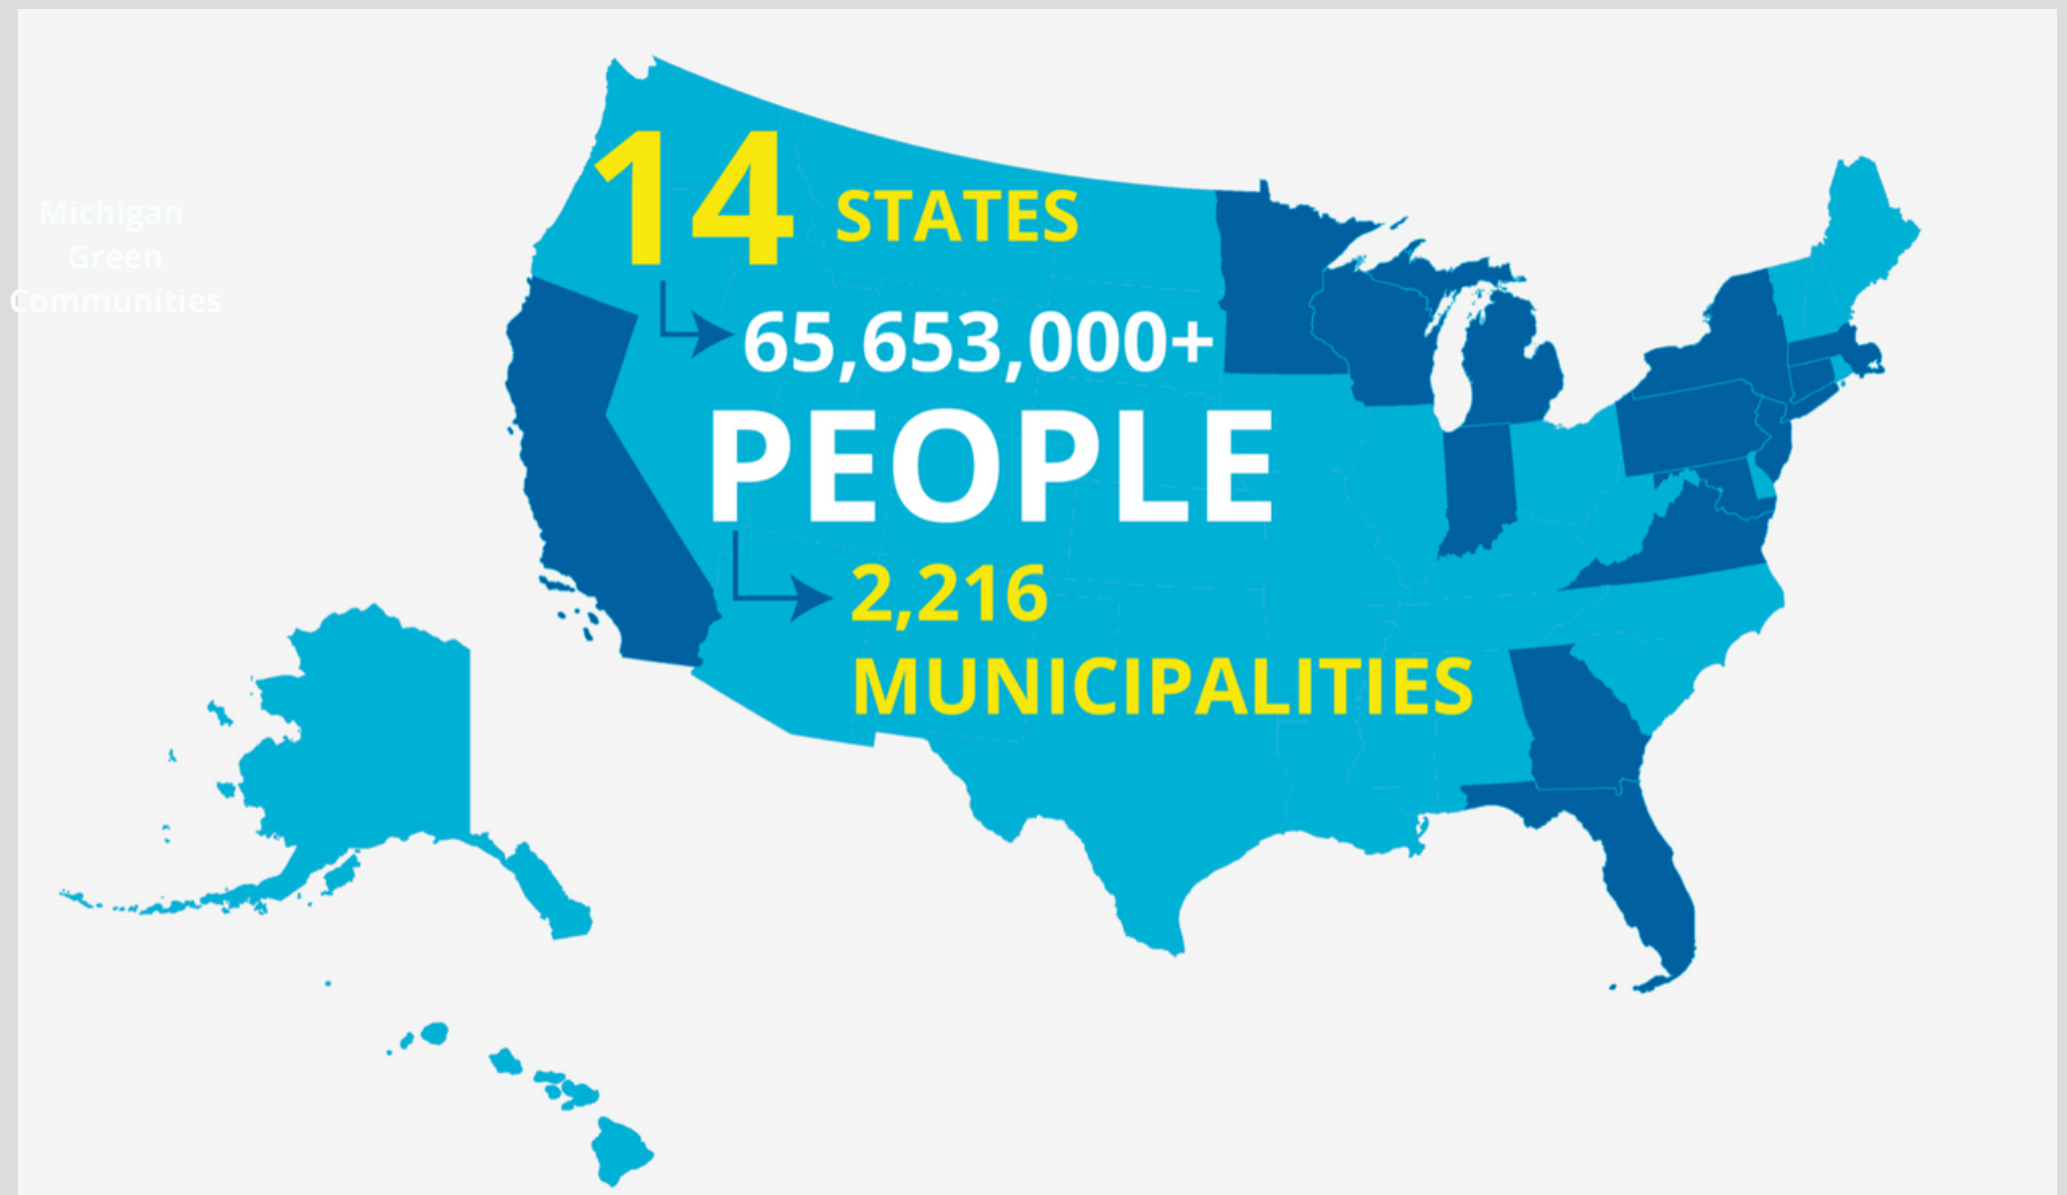 Michigan
Green
Communities
14 STATES
65,653,000+
PEOPLE
2,216
MUNICIPALITIES